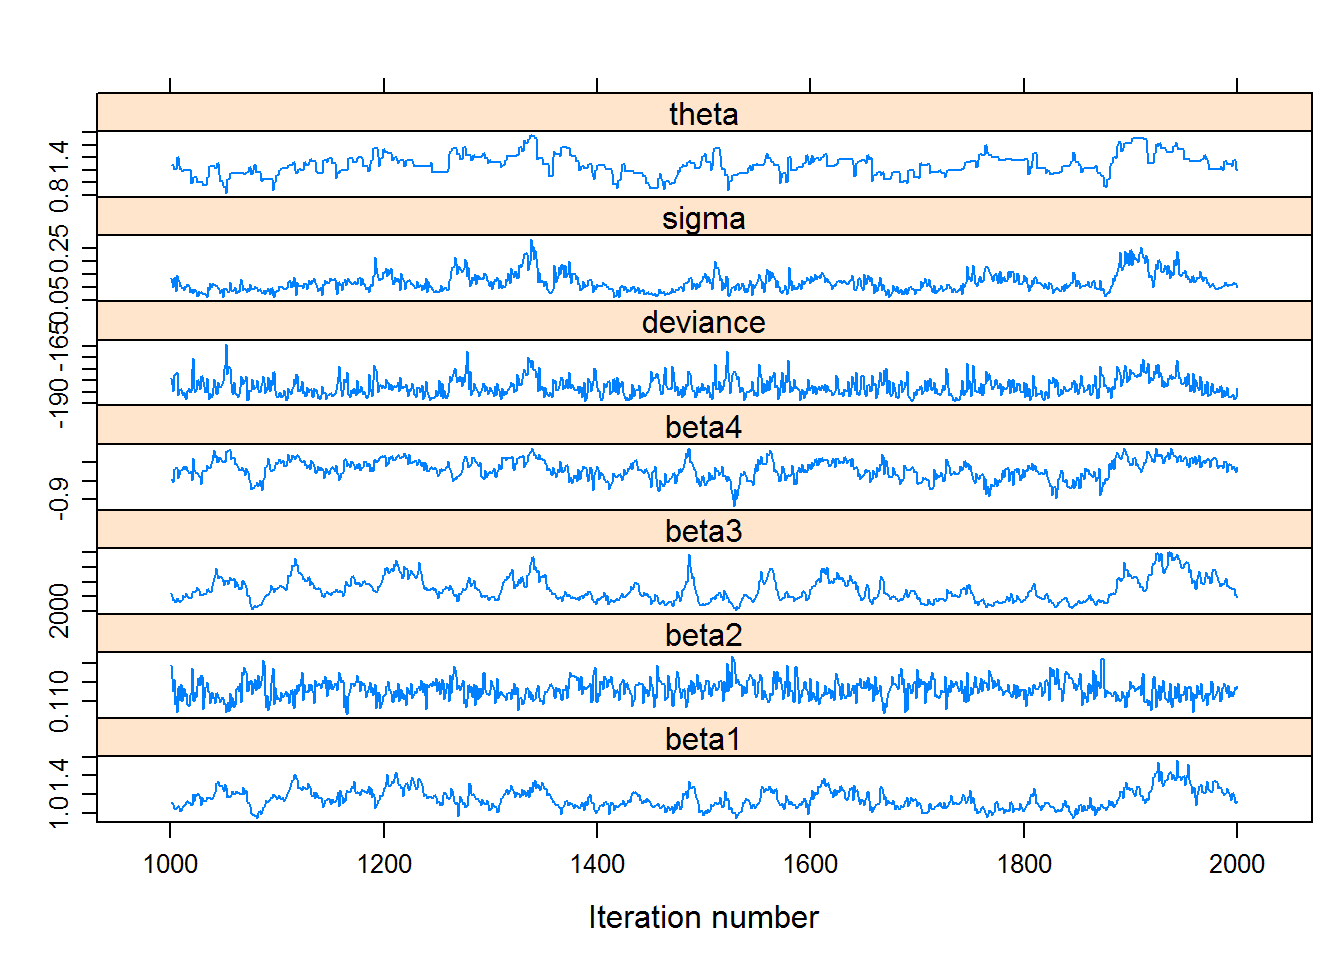 theta
0.8 1.4
sigma
0.05 0.25
deviance
-190 -165
beta4
-0.9
beta3
2000
beta2
0.110
beta1
1.0 1.4
1000 1200 1400 1600 1800 2000
Iteration number